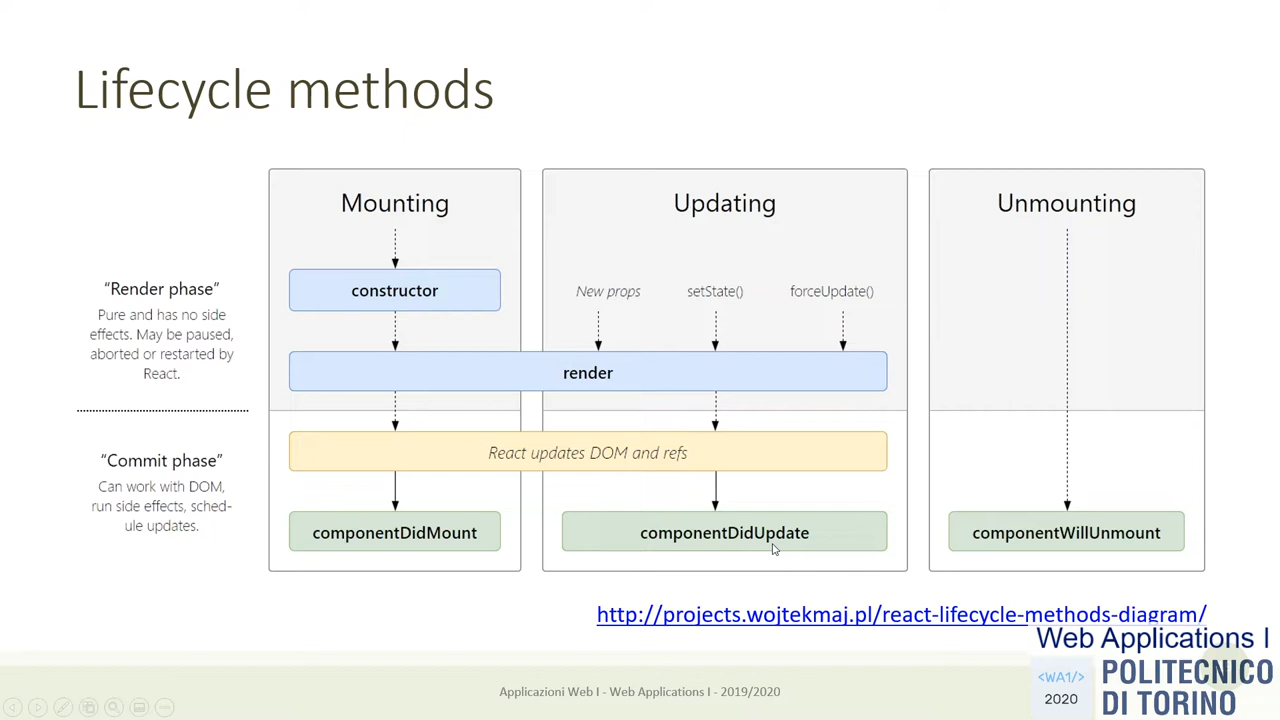 Lifecycle methods
Mounting
Updating
Unmounting
“Render phase”
Pure and has no side
effects. May be paused,
aborted or restarted by
React.
constructor
New props
setState()
forceUpdate()
render
“Commit phase”
Can work with DOM,
run side effects, sched-
ule updates.
React updates DOM and refs
componentDidMount
componentDidUpdate
componentWillUnmount
http://projects.wojtekmaj.pl/react-lifecycle-methods-diagram/
Applicazioni Web I - Web Applications I - 2019/2020
Web Applications I
<WA1/>
2020
POLITECNICO
DI TORINO